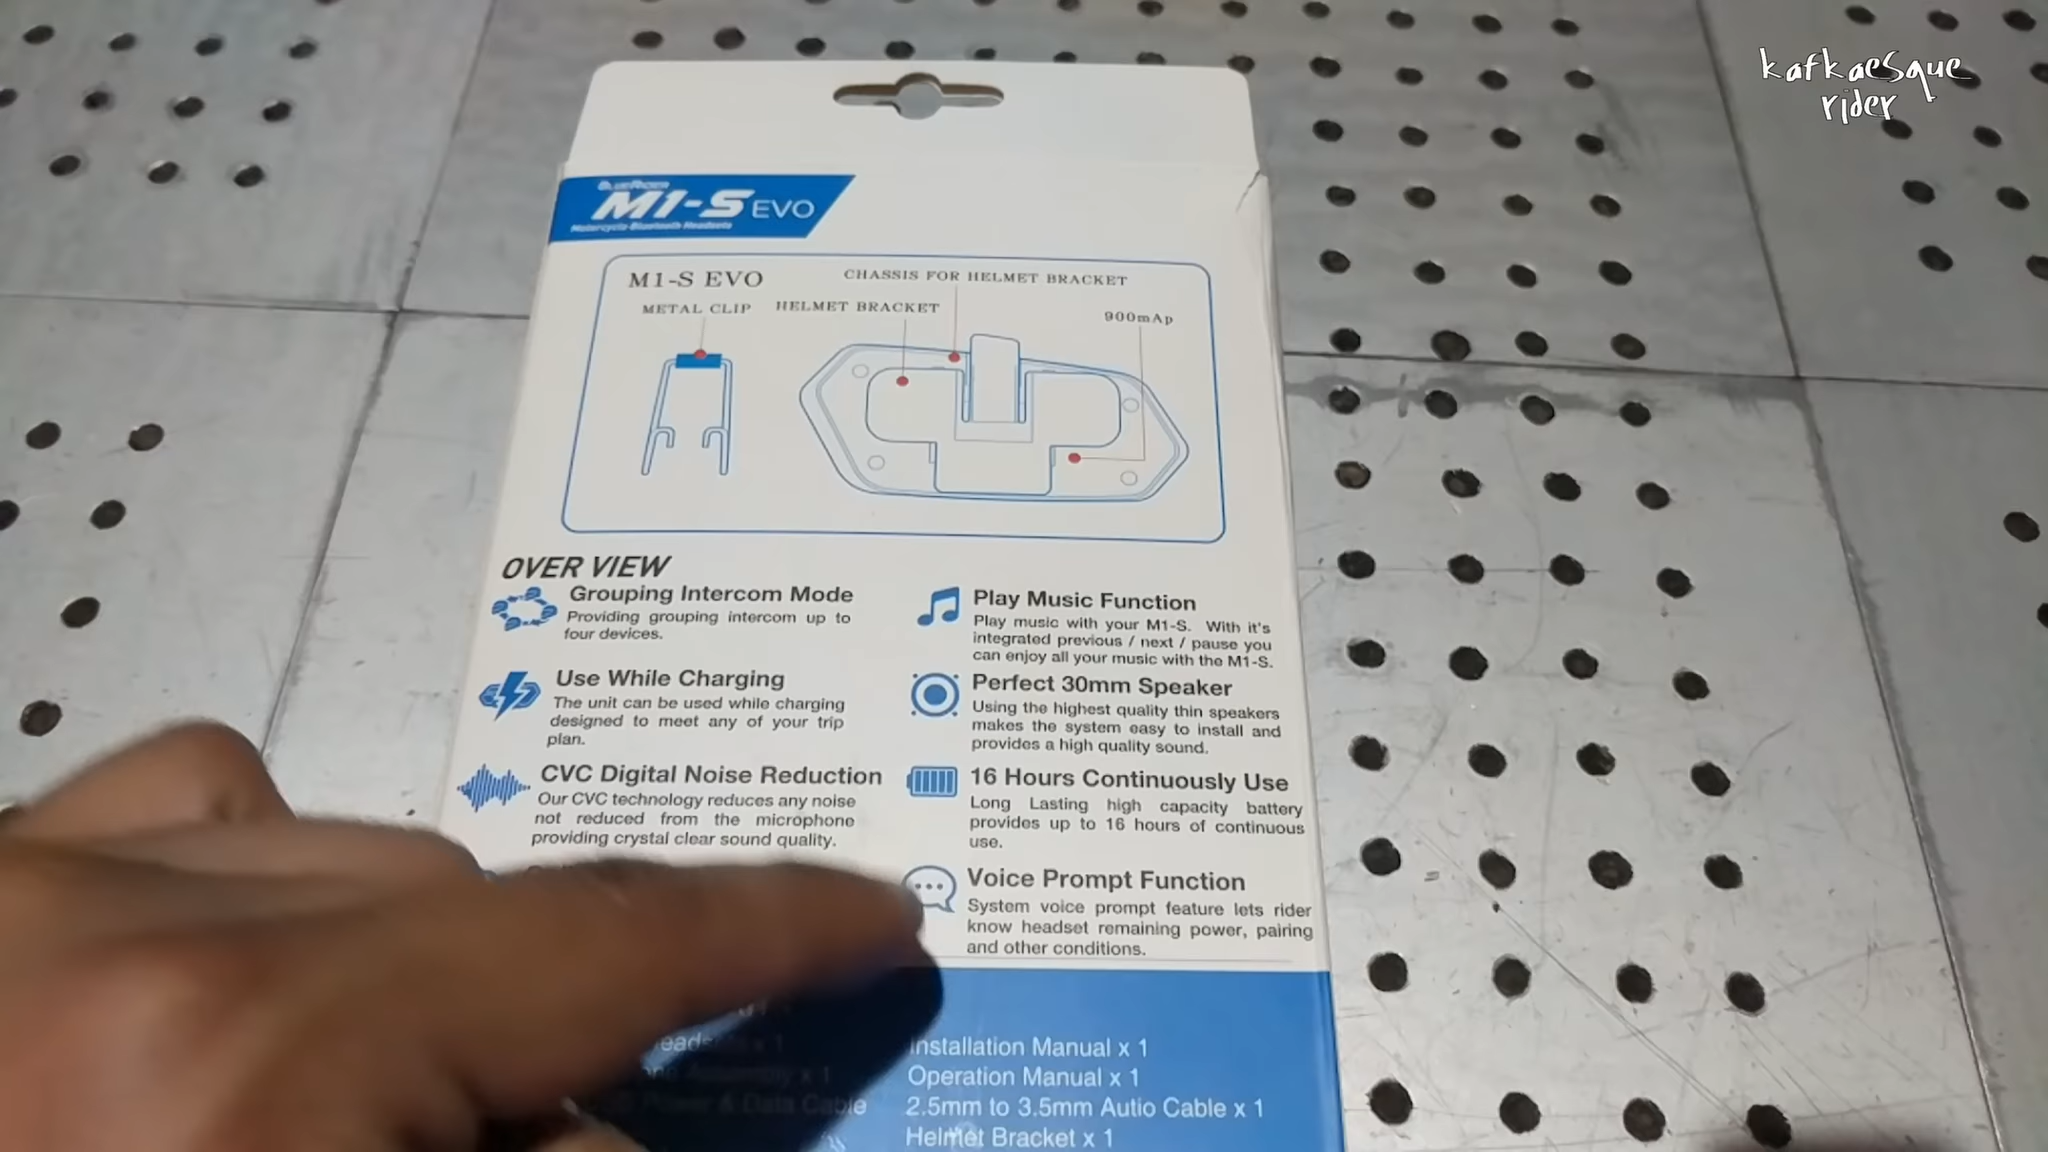 kafkaesque
rider
BLUERIDER
M1-S EVO
Motorcycle Bluetooth Headsets
M1-S EVO
CHASSIS FOR HELMET BRACKET
METAL CLIP
HELMET BRACKET
900mAp
OVER VIEW
Grouping Intercom Mode
Providing grouping intercom up to
four devices.
Use While Charging
The unit can be used while charging
designed to meet any of your trip
plan.
CVC Digital Noise Reduction
Our CVC technology reduces any noise
not reduced from the microphone
providing crystal clear sound quality.
Play Music Function
Play music with your M1-S. With it's
integrated previous / next / pause you
can enjoy all your music with the M1-S.
Perfect 30mm Speaker
Using the highest quality thin speakers
makes the system easy to install and
provides a high quality sound.
16 Hours Continuously Use
Long Lasting high capacity battery
provides up to 16 hours of continuous
use.
Voice Prompt Function
System voice prompt feature lets rider
know headset remaining power, pairing
and other conditions.
x 1
Assembly x 1
Power & Data Cable
Installation Manual x 1
Operation Manual x 1
2.5mm to 3.5mm Autio Cable x 1
Helmet Bracket x 1